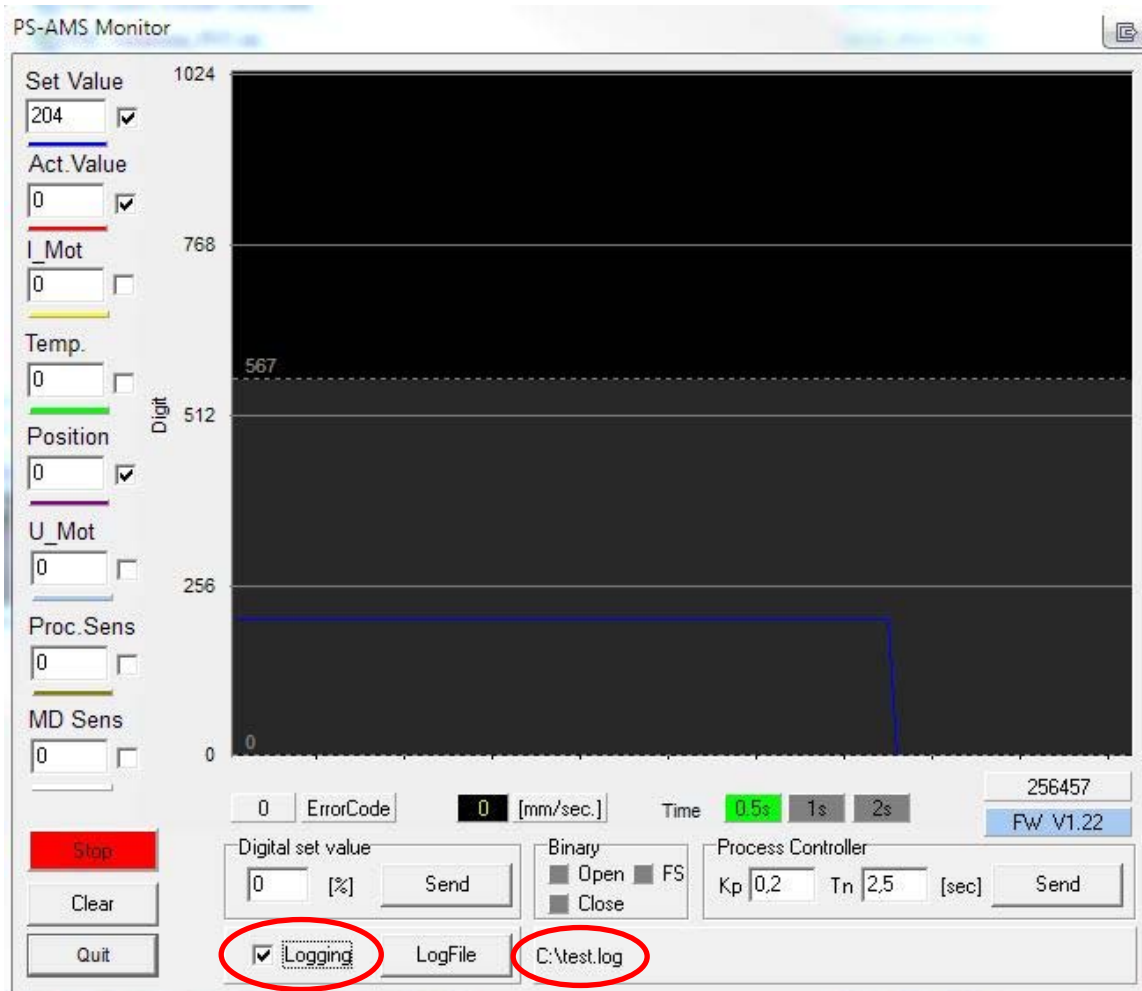 PS-AMS Monitor
Set Value
204
Act.Value
0
I_Mot
0
Temp.
0
Position
0
U_Mot
0
Proc.Sens
0
MD Sens
0
Digit
1024
768
567
512
256
0
0
0 ErrorCode 0 [mm/sec.] Time 0.5s 1s 2s
256457
FW V1.22
Stop
Clear
Quit
Digital set value
0 [%] Send
Binary
Open FS
Close
Process Controller
Kp 0,2 Tn 2,5 [sec] Send
Logging LogFile C:\test.log